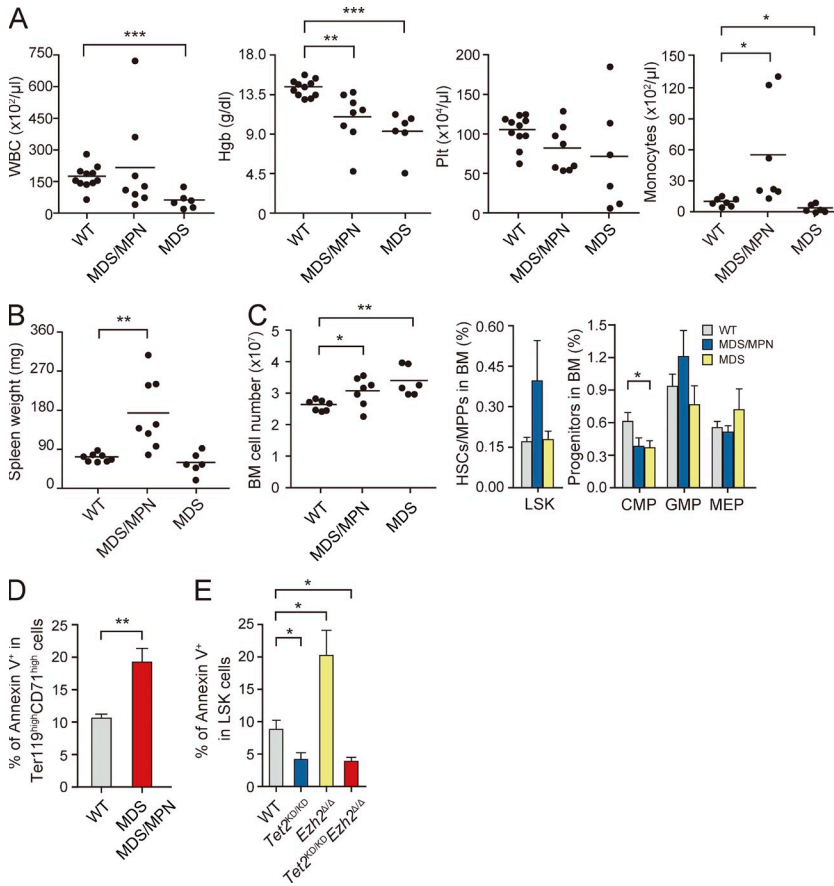 A
WBC (x10²/µl)
750
600
450
300
150
0
***
WT
MDS/MPN
MDS
Hgb (g/dl)
18.0
13.5
9.0
4.5
0
***
**
WT
MDS/MPN
MDS
Plt (x10⁴/µl)
200
150
100
50
0
WT
MDS/MPN
MDS
Monocytes (x10²/µl)
150
120
90
60
30
0
*
*
WT
MDS/MPN
MDS
B
Spleen weight (mg)
360
270
180
90
0
**
WT
MDS/MPN
MDS
C
BM cell number (x10⁷)
5
4
3
2
1
0
**
*
WT
MDS/MPN
MDS
HSCs/MPPs in BM (%)
0.60
0.45
0.30
0.15
0.00
LSK
Progenitors in BM (%)
1.5
1.2
0.9
0.6
0.3
0.0
WT
MDS/MPN
MDS
*
CMP
GMP
MEP
D
% of Annexin V⁺ in
Ter119ʰⁱᵍʰCD71ʰⁱᵍʰ cells
25
20
15
10
5
0
**
WT
MDS
MDS/MPN
E
% of Annexin V⁺
in LSK cells
25
20
15
10
5
0
*
*
*
WT
Tet2ᴷᴰ/ᴷᴰ
Ezh2Δ/Δ
Tet2ᴷᴰ/ᴷᴰEzh2Δ/Δ